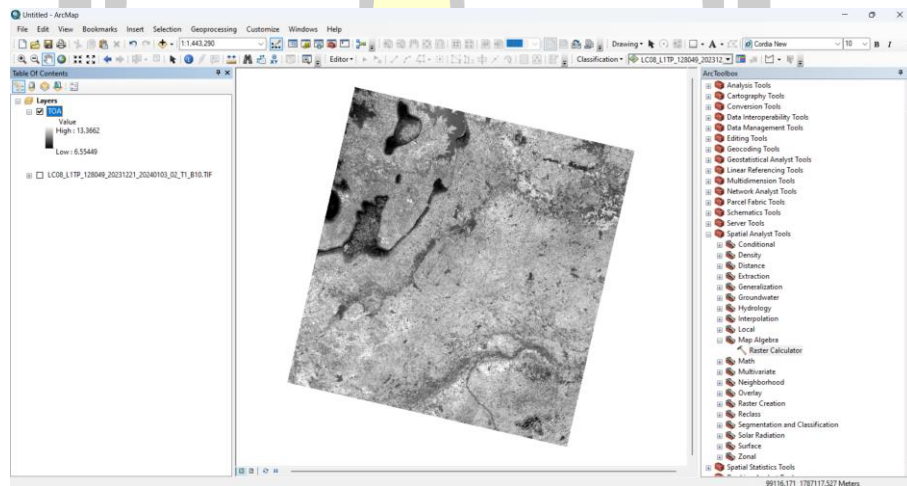 Untitled - ArcMap
File Edit View Bookmarks Insert Selection Geoprocessing Customize Windows Help
1:1,443,290
Drawing
Cordia New
10
B I
Editor
Classification
LC08_L1TP_128049_202312
Table Of Contents
Layers
TOA
Value
High : 13.3662
Low : 6.55449
LC08_L1TP_128049_20231221_20240103_02_T1_B10.TIF
ArcToolbox
Analysis Tools
Cartography Tools
Conversion Tools
Data Interoperability Tools
Data Management Tools
Editing Tools
Geocoding Tools
Geostatistical Analyst Tools
Linear Referencing Tools
Multidimension Tools
Network Analyst Tools
Parcel Fabric Tools
Schematics Tools
Server Tools
Spatial Analyst Tools
Conditional
Density
Distance
Extraction
Generalization
Groundwater
Hydrology
Interpolation
Local
Map Algebra
Raster Calculator
Math
Multivariate
Neighborhood
Overlay
Raster Creation
Reclass
Segmentation and Classification
Solar Radiation
Surface
Zonal
Spatial Statistics Tools
99116.171 1787117.527 Meters